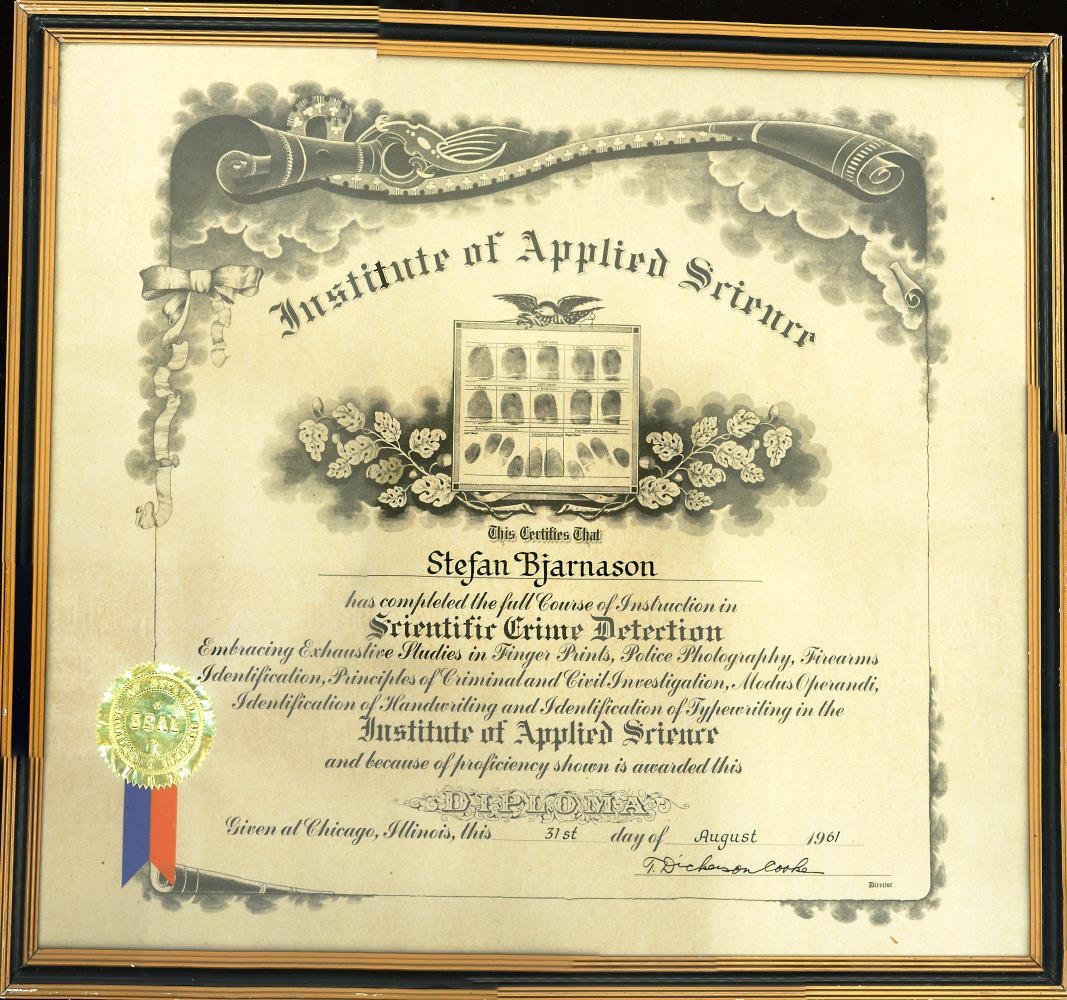 Institute of Applied Science
This Certifies That
Stefan Bjarnason
has completed the full Course of Instruction in
Scientific Crime Detection
Embracing Exhaustive Studies in Finger Prints, Police Photography, Firearms
Identification, Principles of Criminal and Civil Investigation, Modus Operandi,
Identification of Handwriting and Identification of Typewriting in the
Institute of Applied Science
and because of proficiency shown is awarded this
SEAL
DIPLOMA
Given at Chicago, Illinois, this 31st day of August 1961
T. Dickerson Cooke
Director